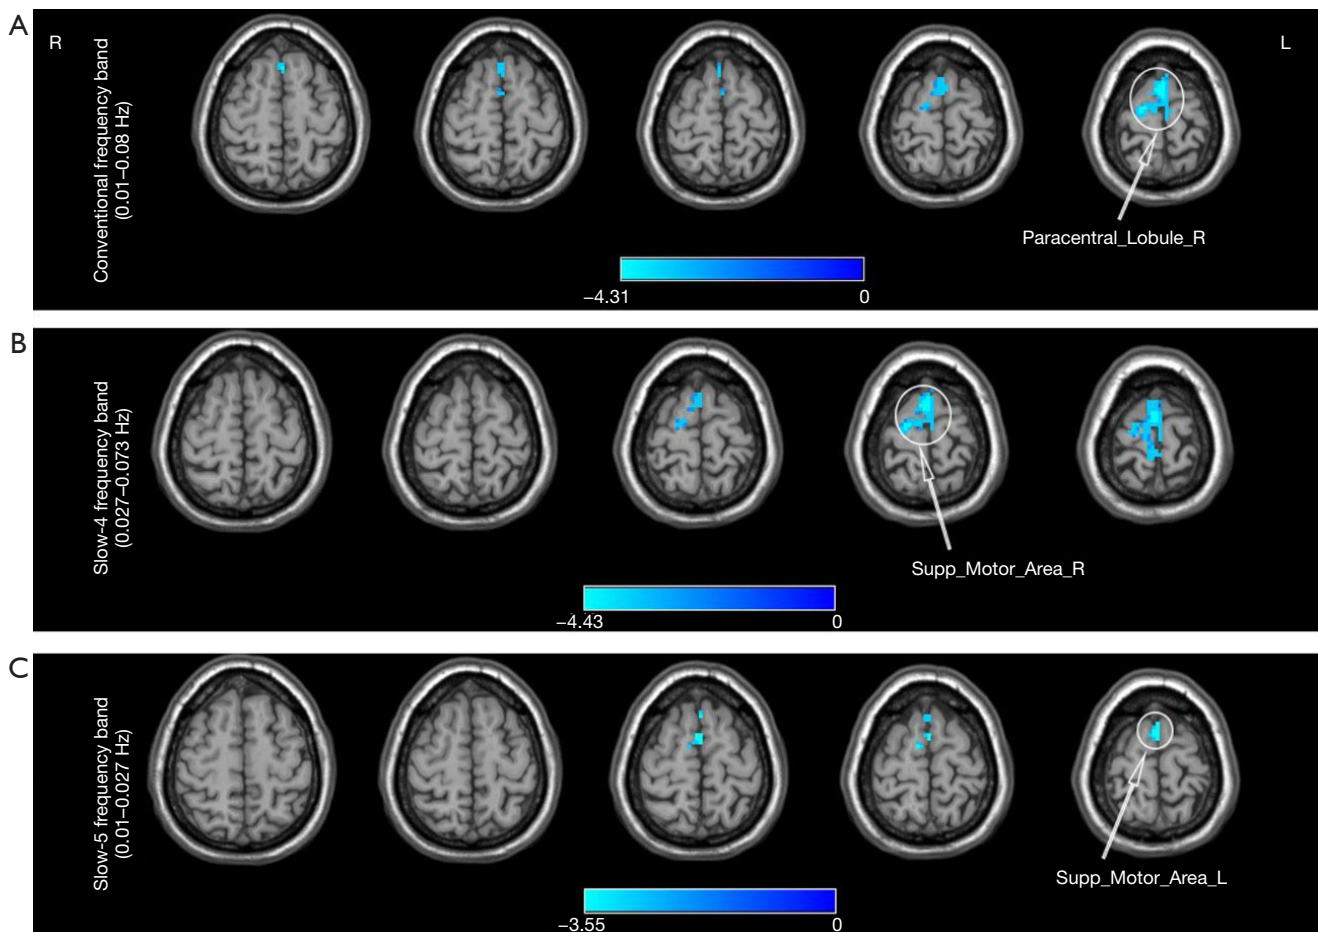 A
R
L
Conventional frequency band
(0.01–0.08 Hz)
Paracentral_Lobule_R
−4.31
0
B
Slow-4 frequency band
(0.027–0.073 Hz)
Supp_Motor_Area_R
−4.43
0
C
Slow-5 frequency band
(0.01–0.027 Hz)
Supp_Motor_Area_L
−3.55
0